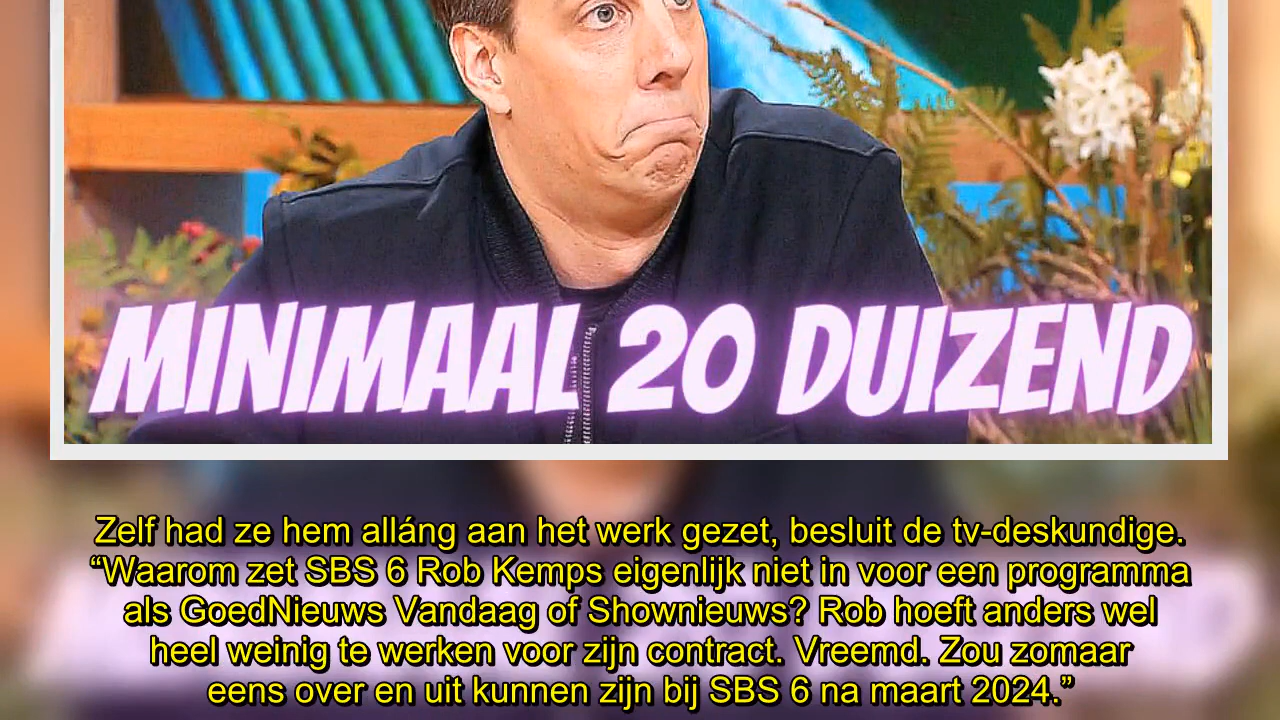 MINIMAAL 20 DUIZEND
Zelf had ze hem alláng aan het werk gezet, besluit de tv-deskundige.
“Waarom zet SBS 6 Rob Kemps eigenlijk niet in voor een programma
als GoedNieuws Vandaag of Shownieuws? Rob hoeft anders wel
heel weinig te werken voor zijn contract. Vreemd. Zou zomaar
eens over en uit kunnen zijn bij SBS 6 na maart 2024.”